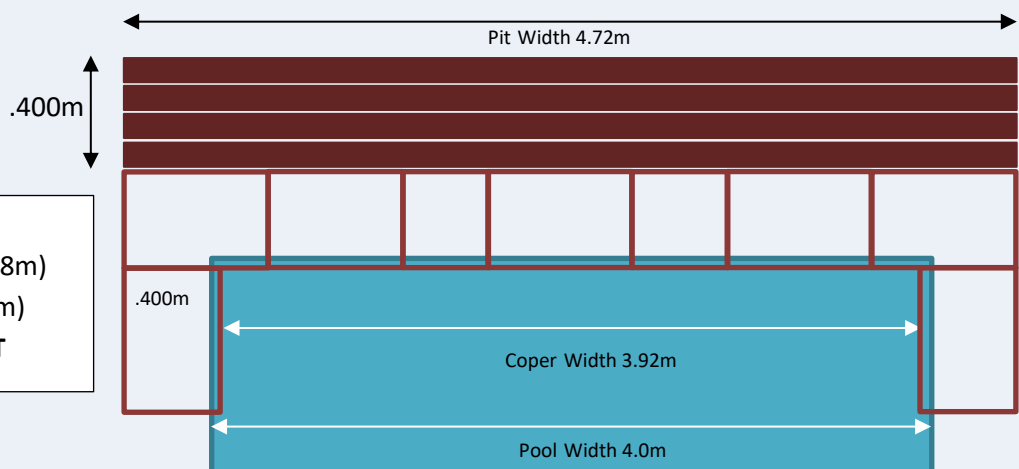 Pit Width 4.72m
.400m
8m)
m)
T
.400m
Coper Width 3.92m
Pool Width 4.0m